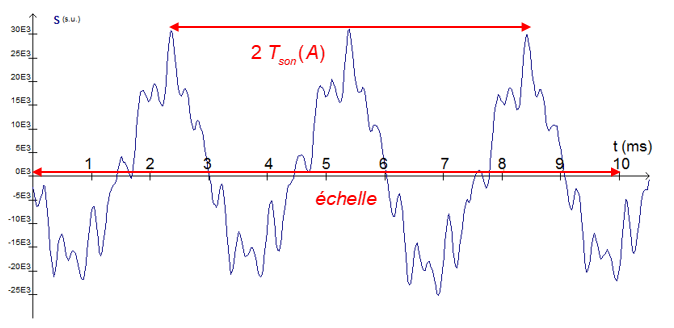 S (s.u.)
30E3
25E3
20E3
15E3
10E3
5E3
0E3
-5E3
-10E3
-15E3
-20E3
-25E3
2 Tson(A)
t (ms)
1 2 3 4 5 6 7 8 9 10
échelle